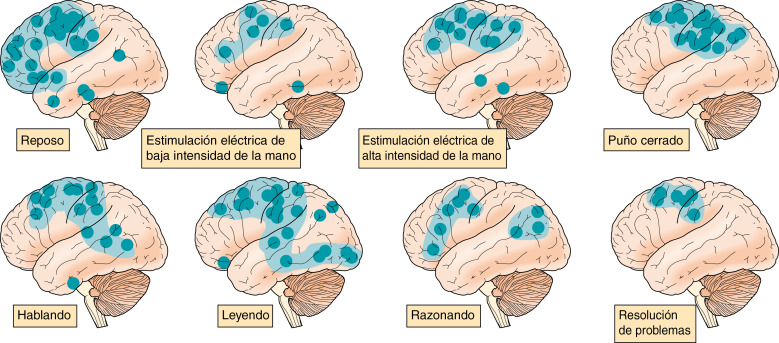 Reposo
Estimulación eléctrica de
baja intensidad de la mano
Estimulación eléctrica de
alta intensidad de la mano
Puño cerrado
Hablando
Leyendo
Razonando
Resolución
de problemas